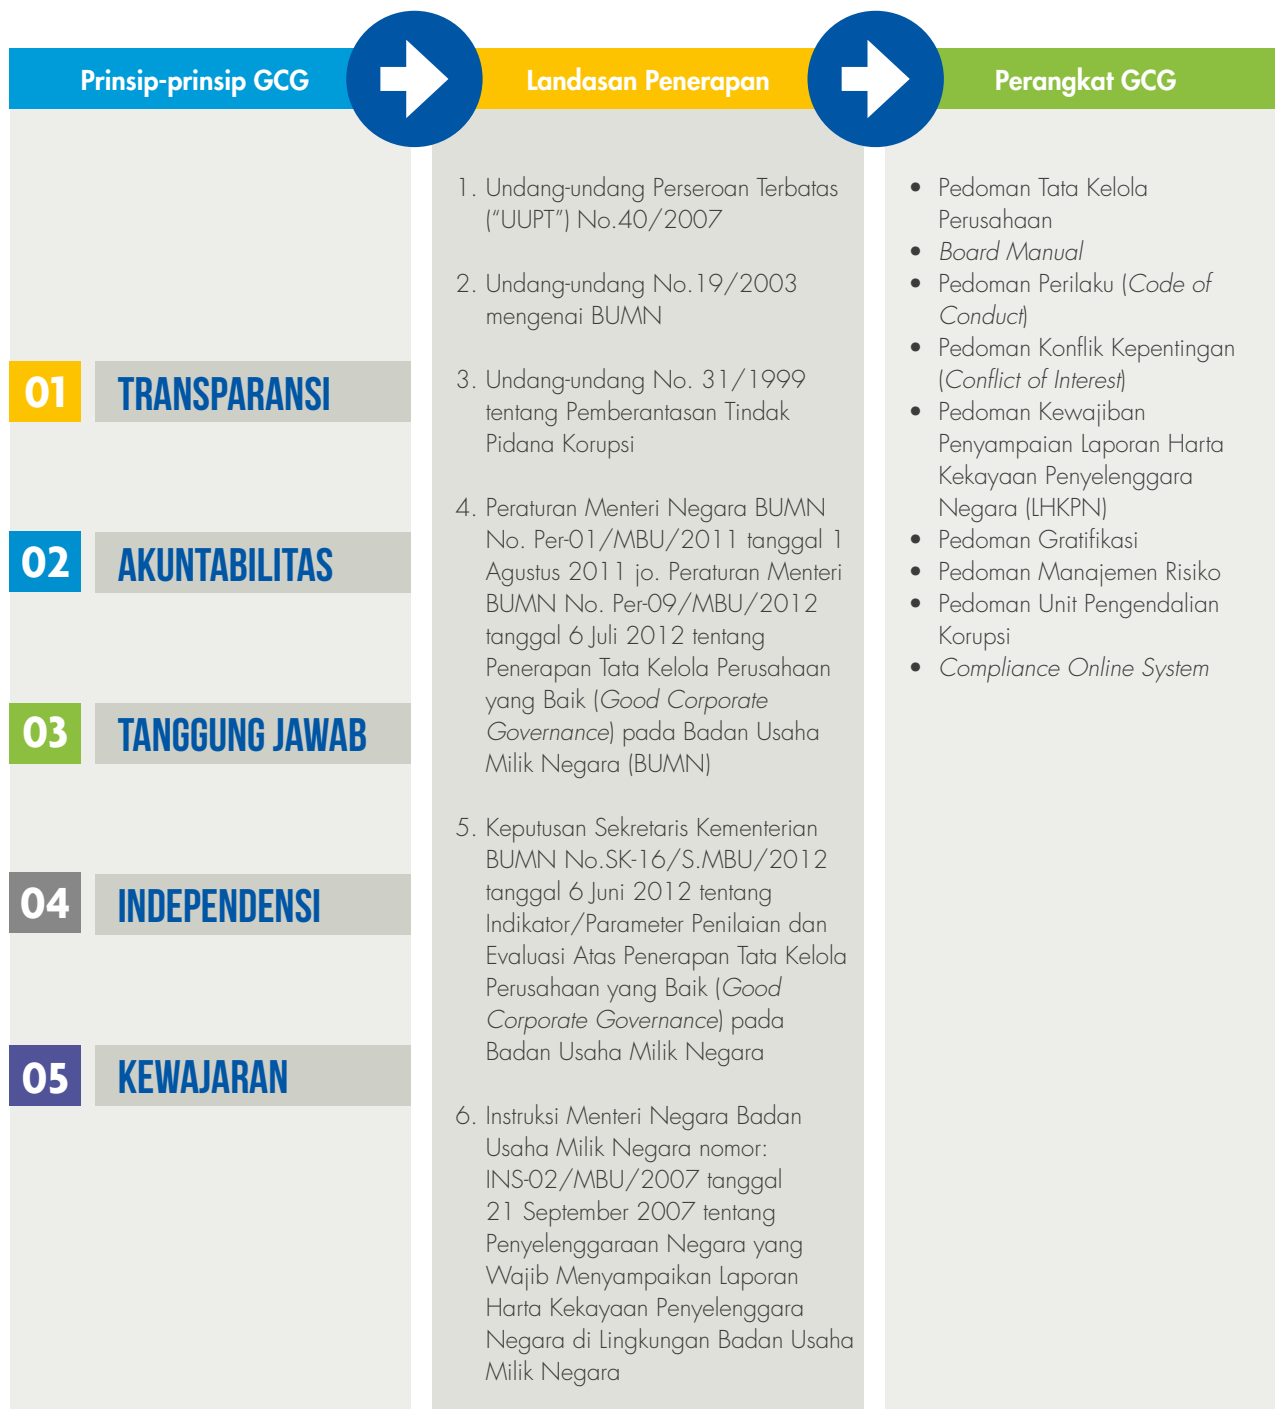 Prinsip-prinsip GCG
Landasan Penerapan
Perangkat GCG
01
TRANSPARANSI
02
AKUNTABILITAS
03
TANGGUNG JAWAB
04
INDEPENDENSI
05
KEWAJARAN
1. Undang-undang Perseroan Terbatas
(“UUPT”) No.40/2007
2. Undang-undang No.19/2003
mengenai BUMN
3. Undang-undang No. 31/1999
tentang Pemberantasan Tindak
Pidana Korupsi
4. Peraturan Menteri Negara BUMN
No. Per-01/MBU/2011 tanggal 1
Agustus 2011 jo. Peraturan Menteri
BUMN No. Per-09/MBU/2012
tanggal 6 Juli 2012 tentang
Penerapan Tata Kelola Perusahaan
yang Baik (Good Corporate
Governance) pada Badan Usaha
Milik Negara (BUMN)
5. Keputusan Sekretaris Kementerian
BUMN No.SK-16/S.MBU/2012
tanggal 6 Juni 2012 tentang
Indikator/Parameter Penilaian dan
Evaluasi Atas Penerapan Tata Kelola
Perusahaan yang Baik (Good
Corporate Governance) pada
Badan Usaha Milik Negara
6. Instruksi Menteri Negara Badan
Usaha Milik Negara nomor:
INS-02/MBU/2007 tanggal
21 September 2007 tentang
Penyelenggaraan Negara yang
Wajib Menyampaikan Laporan
Harta Kekayaan Penyelenggara
Negara di Lingkungan Badan Usaha
Milik Negara
• Pedoman Tata Kelola
Perusahaan
• Board Manual
• Pedoman Perilaku (Code of
Conduct)
• Pedoman Konflik Kepentingan
(Conflict of Interest)
• Pedoman Kewajiban
Penyampaian Laporan Harta
Kekayaan Penyelenggara
Negara (LHKPN)
• Pedoman Gratifikasi
• Pedoman Manajemen Risiko
• Pedoman Unit Pengendalian
Korupsi
• Compliance Online System